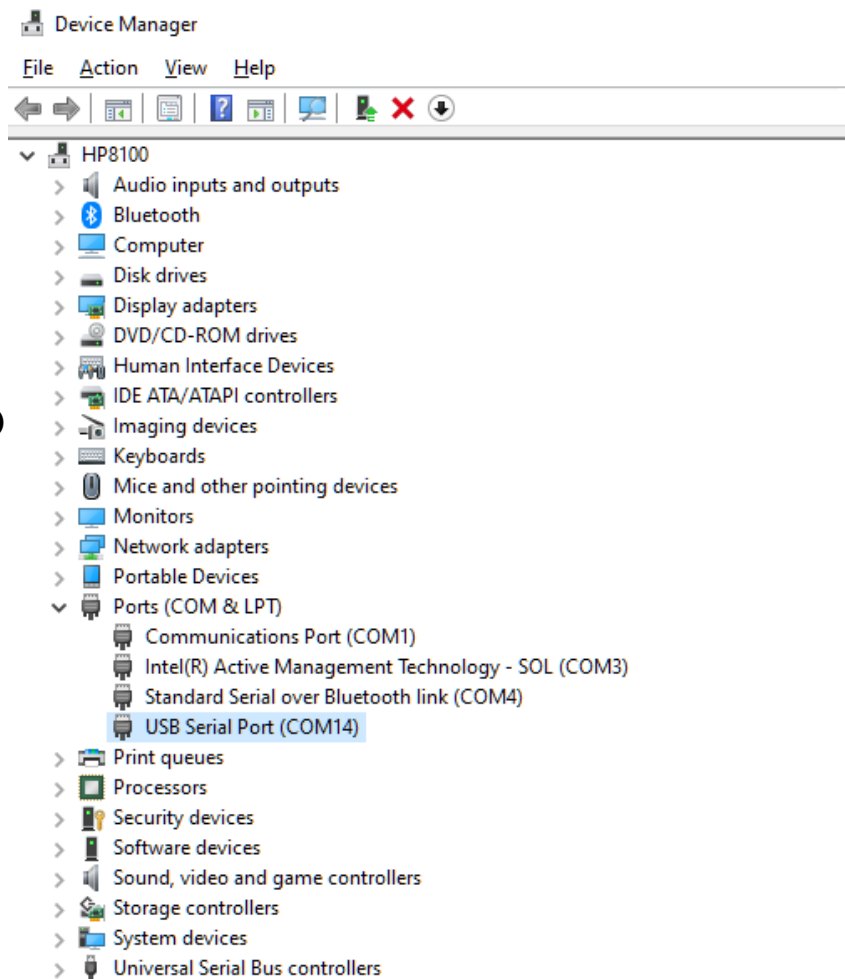 Device Manager
File Action View Help
HP8100
Audio inputs and outputs
Bluetooth
Computer
Disk drives
Display adapters
DVD/CD-ROM drives
Human Interface Devices
IDE ATA/ATAPI controllers
Imaging devices
Keyboards
Mice and other pointing devices
Monitors
Network adapters
Portable Devices
Ports (COM & LPT)
Communications Port (COM1)
Intel(R) Active Management Technology - SOL (COM3)
Standard Serial over Bluetooth link (COM4)
USB Serial Port (COM14)
Print queues
Processors
Security devices
Software devices
Sound, video and game controllers
Storage controllers
System devices
Universal Serial Bus controllers